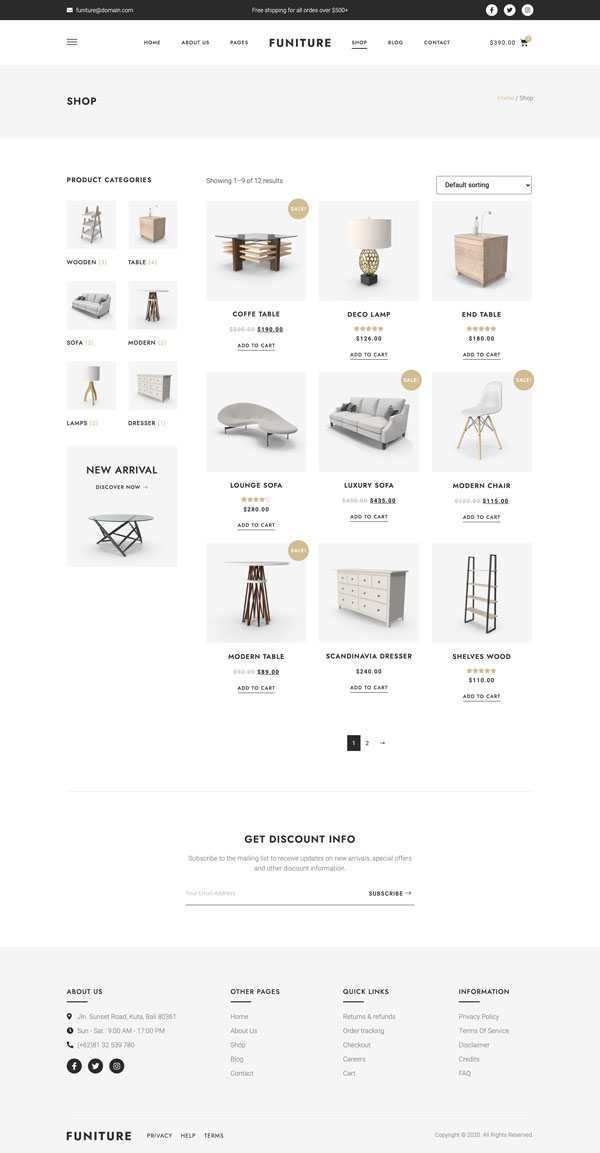 funiture@domain.com
Free shipping for all ordes over $500+
HOME
ABOUT US
PAGES
FUNITURE
SHOP
BLOG
CONTACT
$390.00
SHOP
Home / Shop
PRODUCT CATEGORIES
WOODEN (3)
TABLE (4)
SOFA (2)
MODERN (2)
LAMPS (2)
DRESSER (1)
NEW ARRIVAL
DISCOVER NOW →
Showing 1–9 of 12 results
Default sorting
SALE!
COFFE TABLE
$200.00 $190.00
ADD TO CART
DECO LAMP
$126.00
ADD TO CART
END TABLE
$180.00
ADD TO CART
LOUNGE SOFA
$280.00
ADD TO CART
SALE!
LUXURY SOFA
$450.00 $435.00
ADD TO CART
SALE!
MODERN CHAIR
$120.00 $115.00
ADD TO CART
SALE!
MODERN TABLE
$92.00 $89.00
ADD TO CART
SCANDINAVIA DRESSER
$240.00
ADD TO CART
SHELVES WOOD
$110.00
ADD TO CART
1 2 →
GET DISCOUNT INFO
Subscribe to the mailing list to receive updates on new arrivals, special offers
and other discount information.
Your Email Address
SUBSCRIBE →
ABOUT US
Jln. Sunset Road, Kuta, Bali 80361
Sun - Sat : 9:00 AM - 17:00 PM
(+62)81 32 539 780
OTHER PAGES
Home
About Us
Shop
Blog
Contact
QUICK LINKS
Returns & refunds
Order tracking
Checkout
Careers
Cart
INFORMATION
Privacy Policy
Terms Of Service
Disclaimer
Credits
FAQ
FUNITURE
PRIVACY
HELP
TERMS
Copyright © 2020. All Rights Reserved.